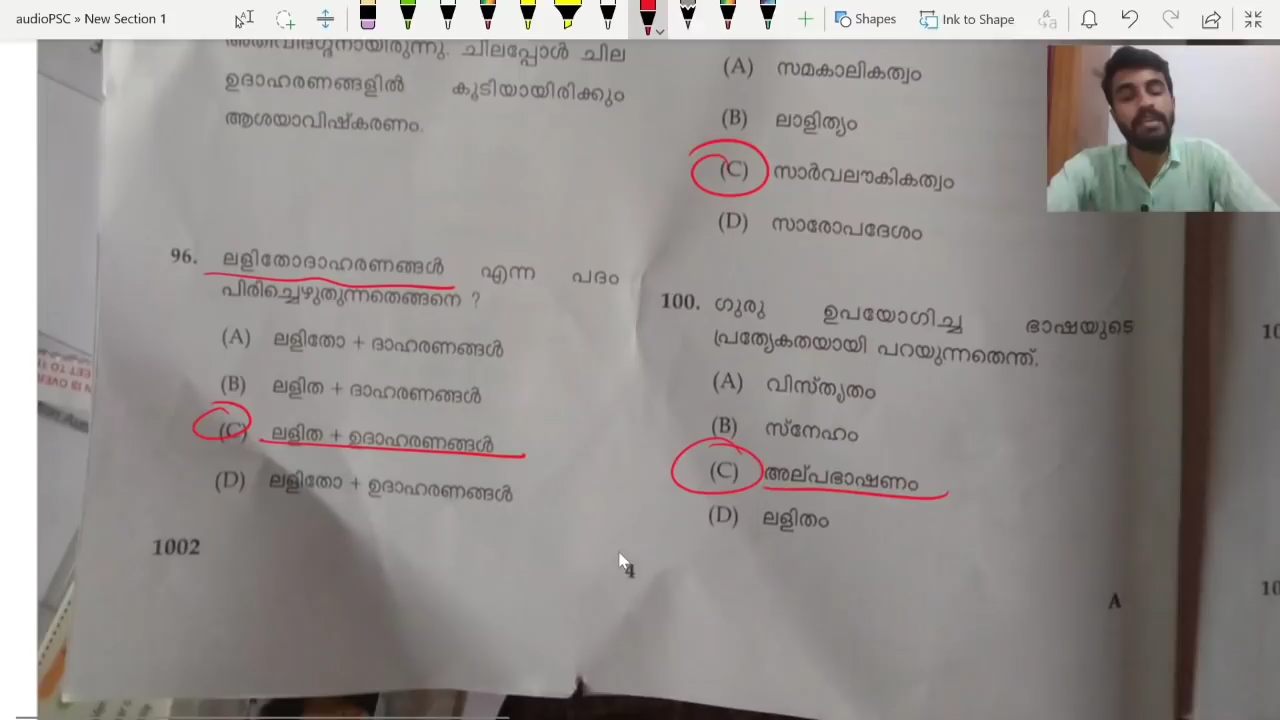 audioPSC » New Section 1
Shapes
Ink to Shape
ചിലപ്പോൾ ചില
ഉദാഹരണങ്ങളിൽ കൂടിയായിരിക്കും
ആശയാവിഷ്കരണം.
96. ലളിതോദാഹരണങ്ങൾ എന്ന പദം
പിരിച്ചെഴുതുന്നതെങ്ങനെ ?
(A) ലളിതോ + ദാഹരണങ്ങൾ
(B) ലളിത + ദാഹരണങ്ങൾ
(C) ലളിത + ഉദാഹരണങ്ങൾ
(D) ലളിതോ + ഉദാഹരണങ്ങൾ
1002
(A) സമകാലികത്വം
(B) ലാളിത്യം
(C) സാർവലൗകികത്വം
(D) സാരോപദേശം
100. ഗുരു ഉപയോഗിച്ച ഭാഷയുടെ
പ്രത്യേകതയായി പറയുന്നതെന്ത്.
(A) വിസ്തൃതം
(B) സ്നേഹം
(C) അല്പഭാഷണം
(D) ലളിതം
4
A